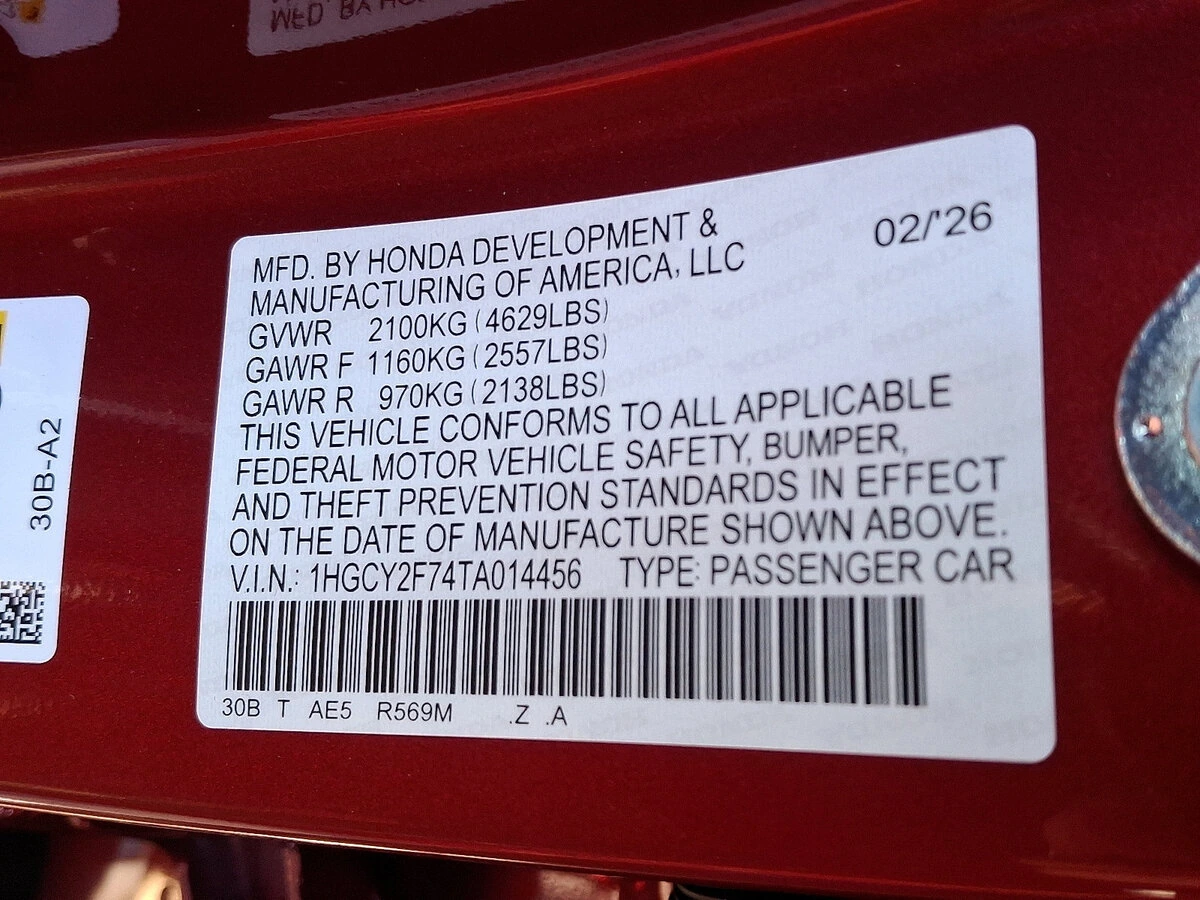 MFD. BY HONDA DEVELOPMENT &
MANUFACTURING OF AMERICA, LLC
02/'26
GVWR 2100KG (4629LBS)
GAWR F 1160KG (2557LBS)
GAWR R 970KG (2138LBS)
THIS VEHICLE CONFORMS TO ALL APPLICABLE
FEDERAL MOTOR VEHICLE SAFETY, BUMPER,
AND THEFT PREVENTION STANDARDS IN EFFECT
ON THE DATE OF MANUFACTURE SHOWN ABOVE.
V.I.N.: 1HGCY2F74TA014456 TYPE: PASSENGER CAR
30B T AE5 R569M .Z .A
30B-A2